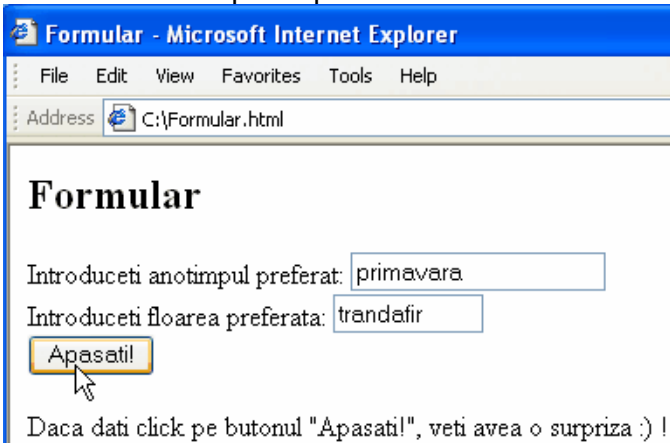 Formular - Microsoft Internet Explorer
File Edit View Favorites Tools Help
Address C:\Formular.html
Formular
Introduceti anotimpul preferat: primavara
Introduceti floarea preferata: trandafir
Apasati!
Daca dati click pe butonul "Apasati!", veti avea o surpriza :) !